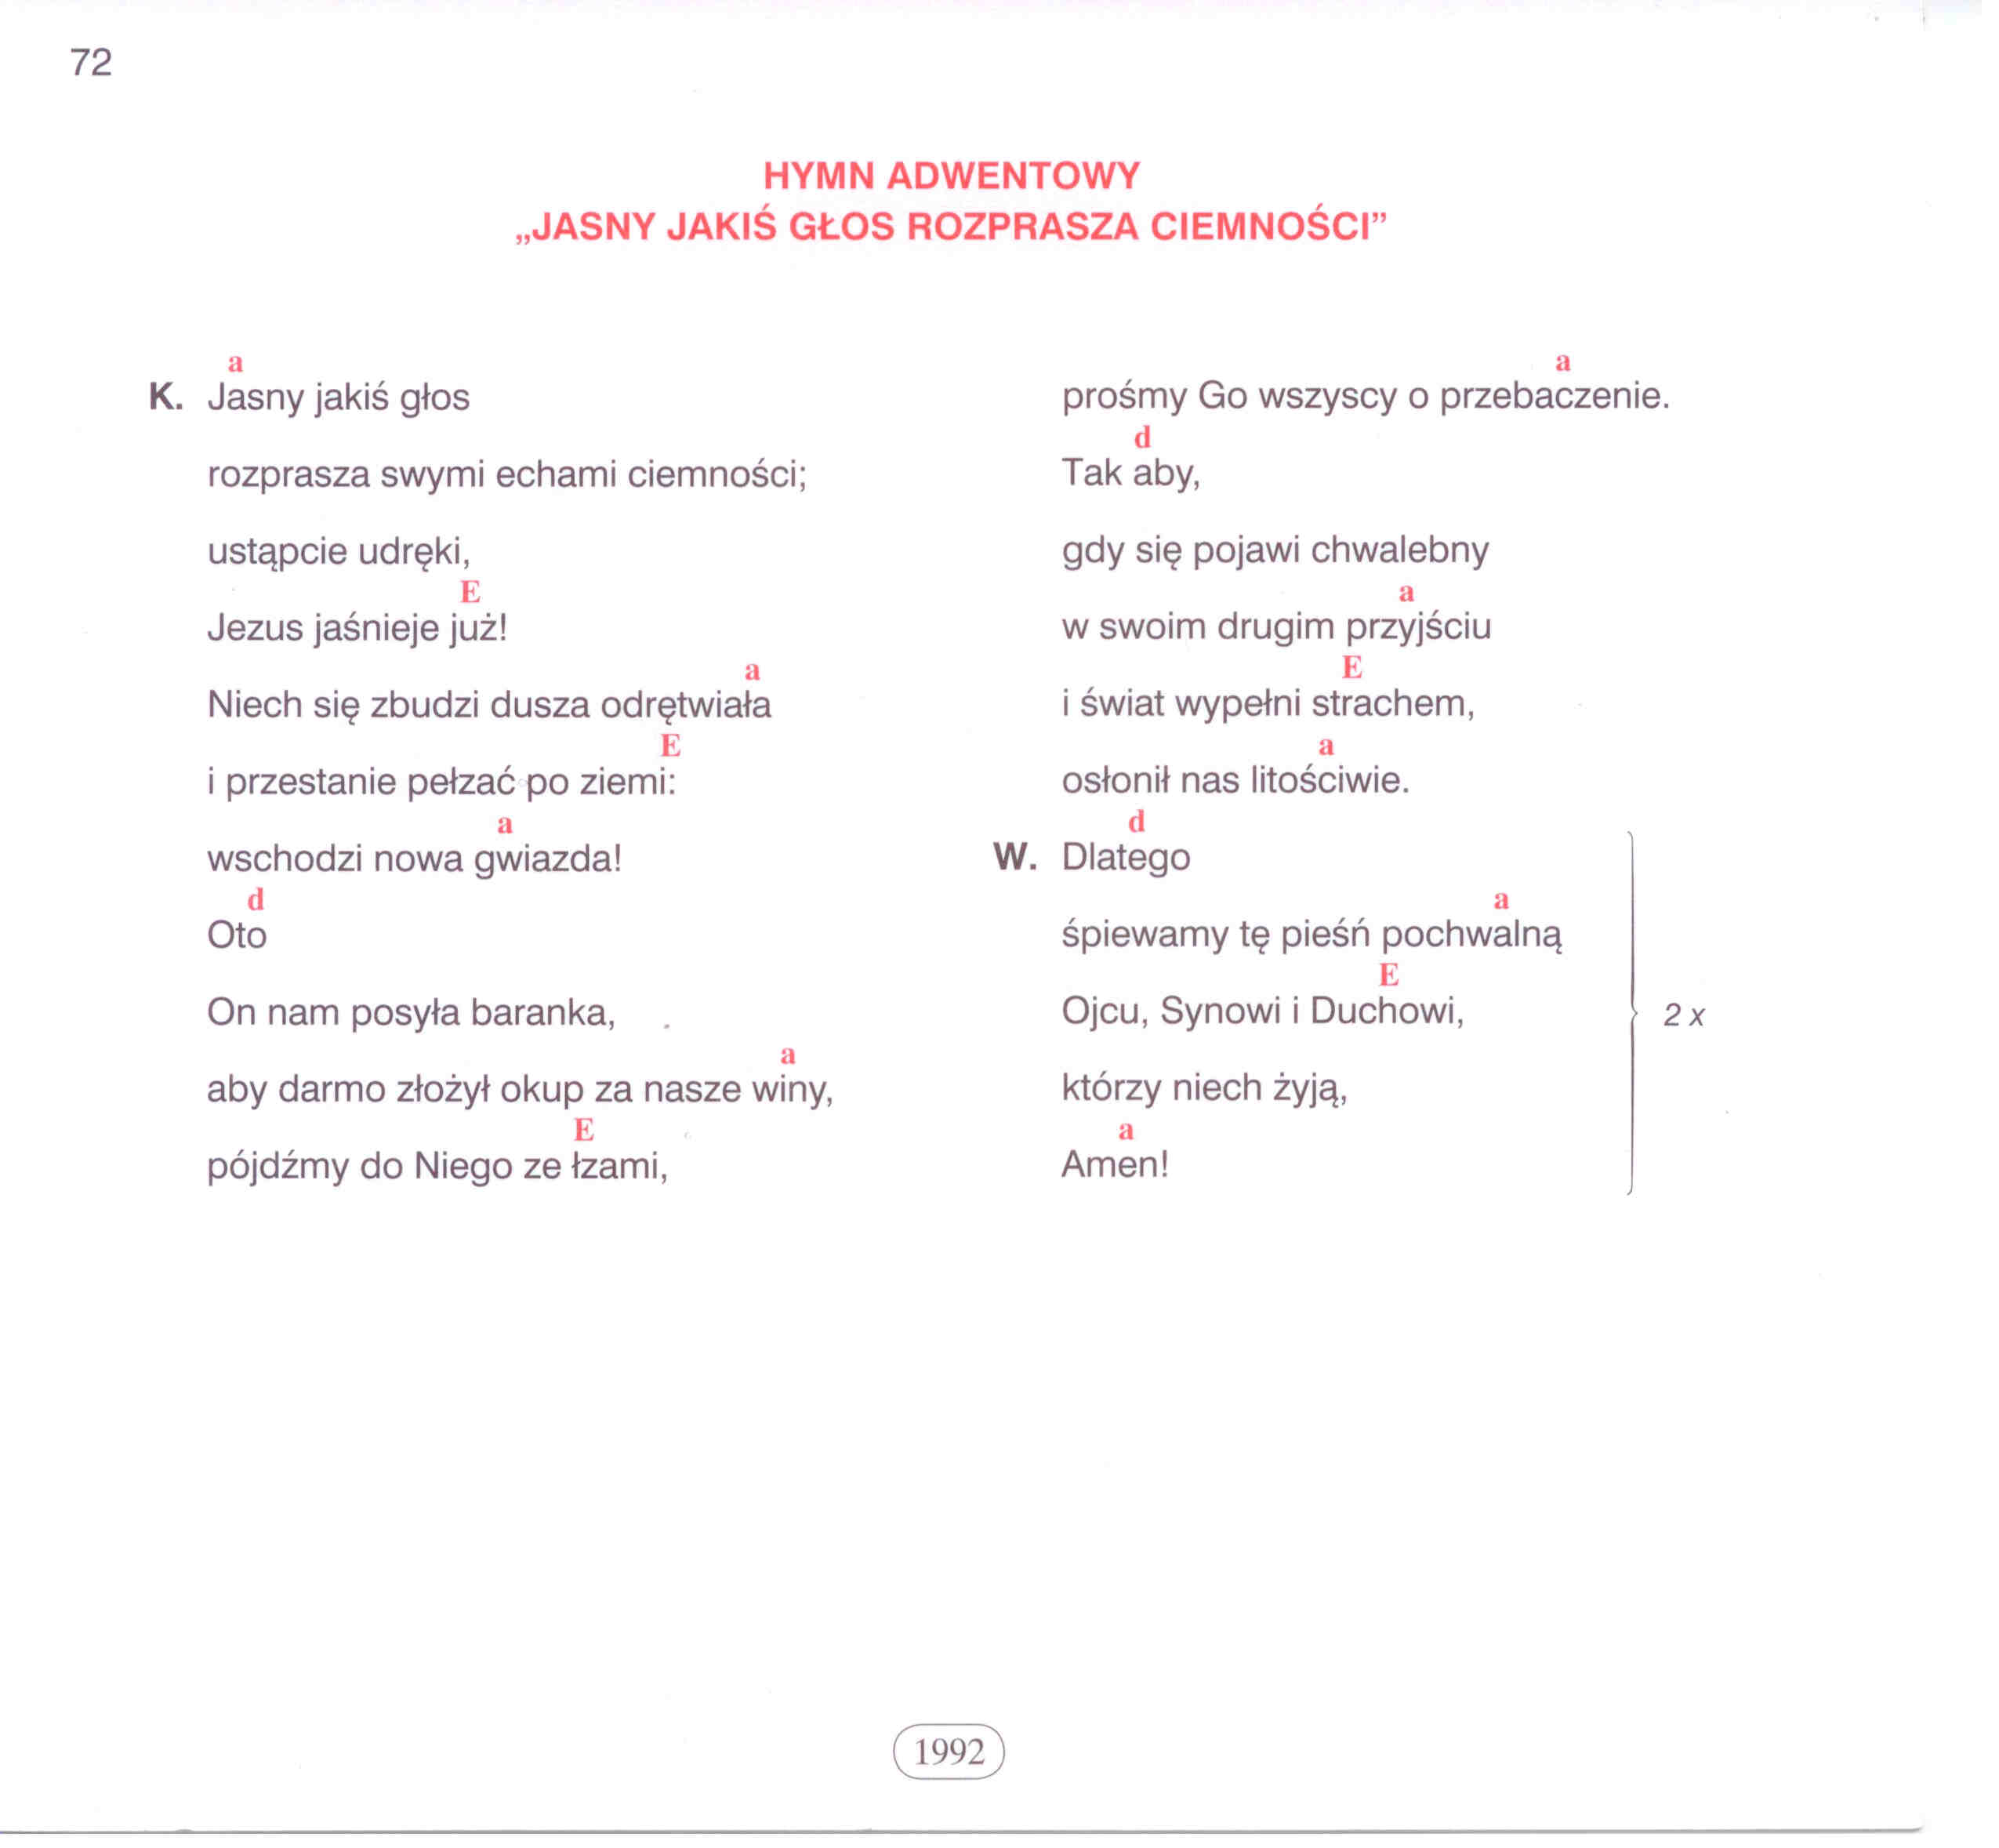 72
HYMN ADWENTOWY
„JASNY JAKIŚ GŁOS ROZPRASZA CIEMNOŚCI”
a
K. Jasny jakiś głos
rozprasza swymi echami ciemności;
ustąpcie udręki,
E
Jezus jaśnieje już!
a
Niech się zbudzi dusza odrętwiała
E
i przestanie pełzać po ziemi:
a
wschodzi nowa gwiazda!
d
Oto
On nam posyła baranka,
a
aby darmo złożył okup za nasze winy,
E
pójdźmy do Niego ze łzami,
a
prośmy Go wszyscy o przebaczenie.
d
Tak aby,
gdy się pojawi chwalebny
a
w swoim drugim przyjściu
E
i świat wypełni strachem,
a
osłonił nas litościwie.
d
W. Dlatego
a
śpiewamy tę pieśń pochwalną
E
Ojcu, Synowi i Duchowi,
którzy niech żyją,
a
Amen!
2 x
1992